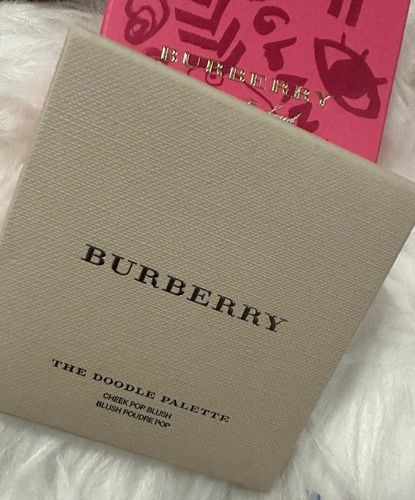 BURBERRY
BURBERRY
THE DOODLE PALETTE
CHEEK POP BLUSH
BLUSH POUDRE POP